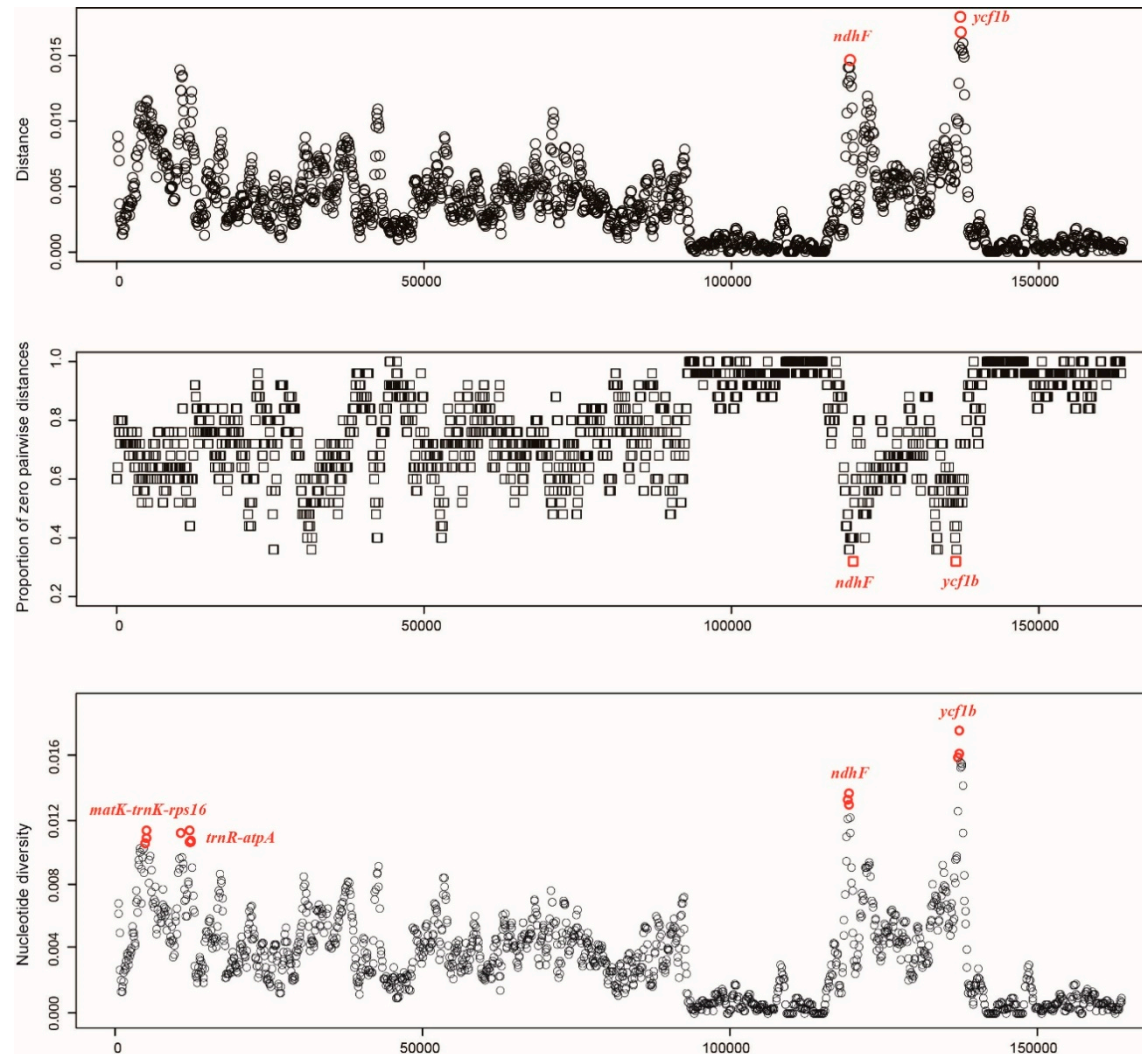 ycf1b
ndhF
Distance
0.015
0.010
0.005
0.000
0
50000
100000
150000
Proportion of zero pairwise distances
1.0
0.8
0.6
0.4
0.2
ndhF
ycf1b
0
50000
100000
150000
ycf1b
ndhF
matK-trnK-rps16
trnR-atpA
Nucleotide diversity
0.016
0.012
0.008
0.004
0.000
0
50000
100000
150000